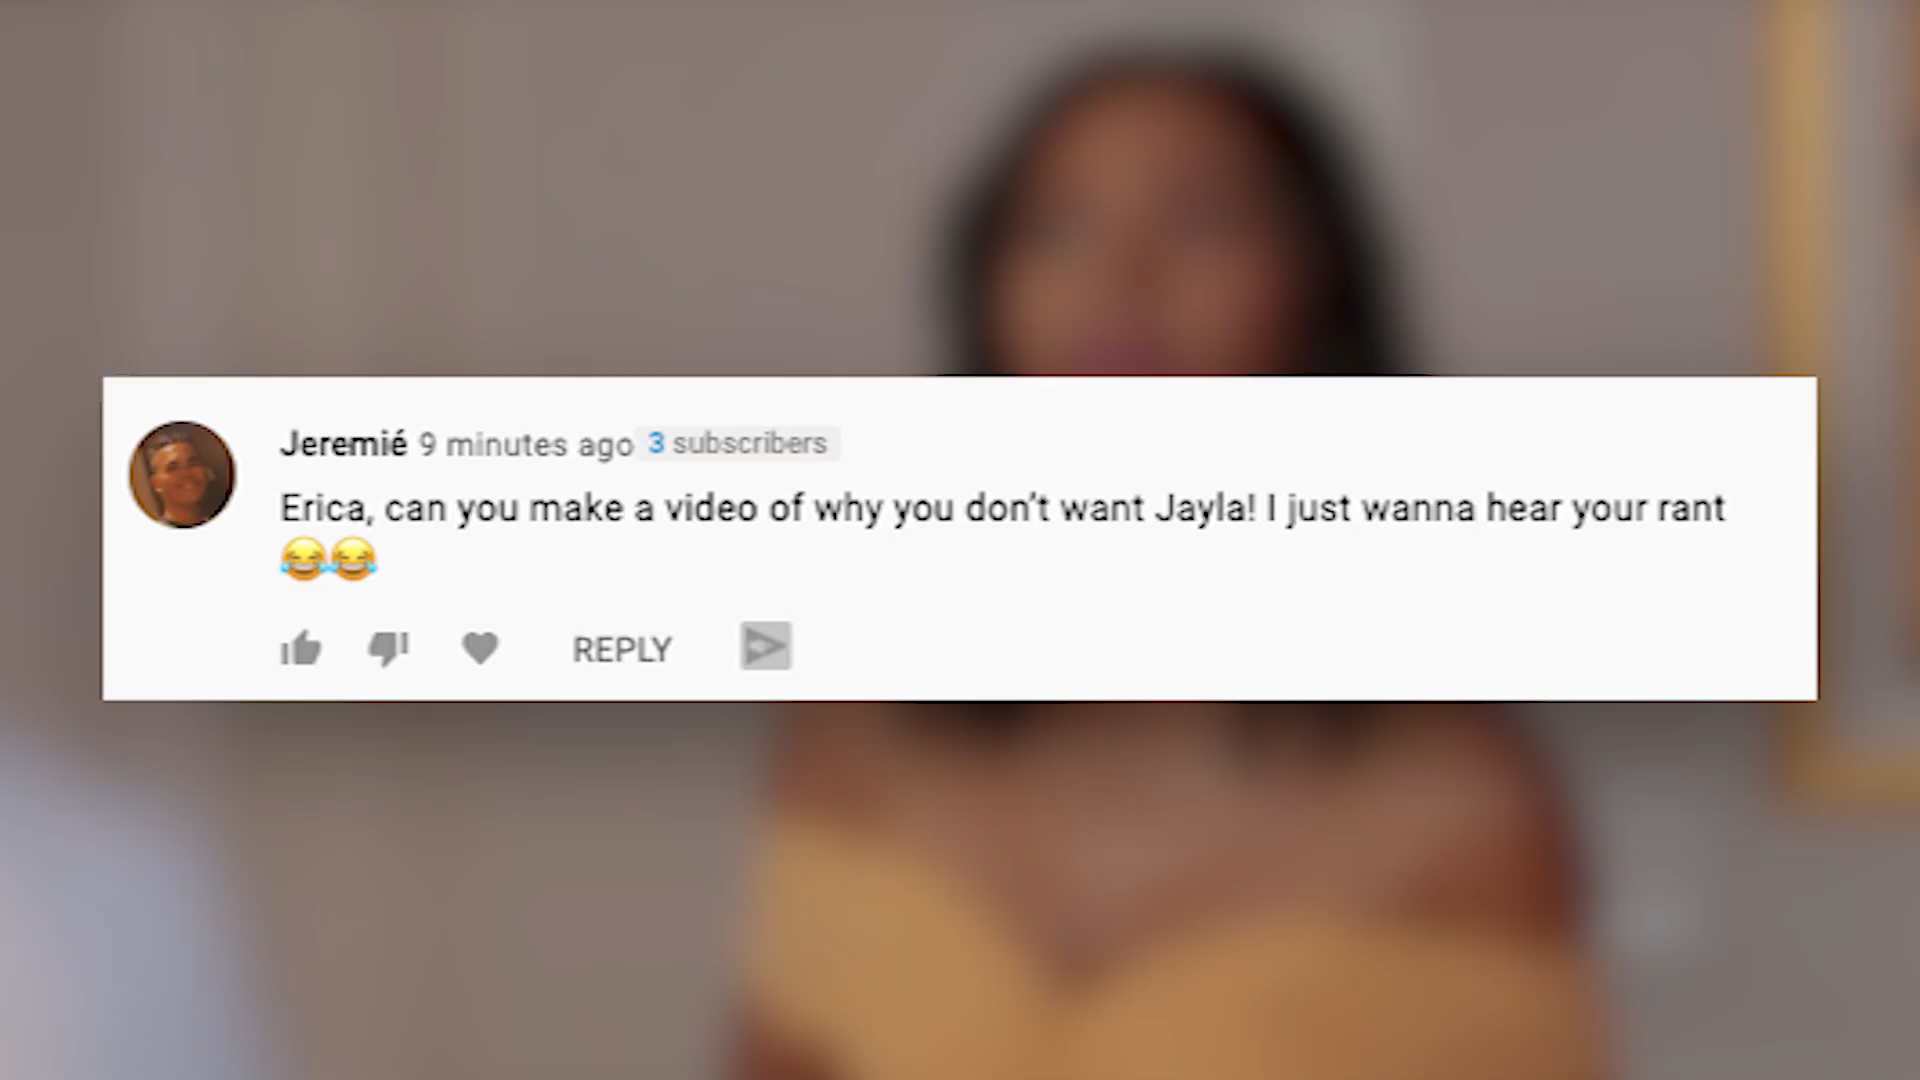 Jeremié 9 minutes ago 3 subscribers
Erica, can you make a video of why you don't want Jayla! I just wanna hear your rant
😂😂
REPLY